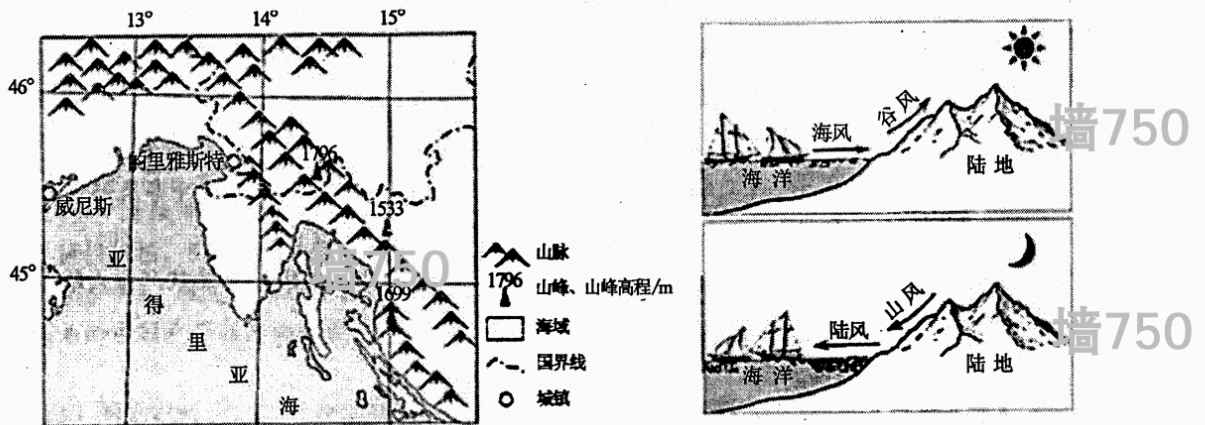 13°
14°
15°
46°
的里雅斯特
1796
威尼斯
1533
45°
1699
亚
得
里
亚
海
山脉
1796 山峰、山峰高程/m
海域
国界线
城镇
谷风
海风
海洋
陆地
山风
陆风
海洋
陆地
墙750
墙750
墙750